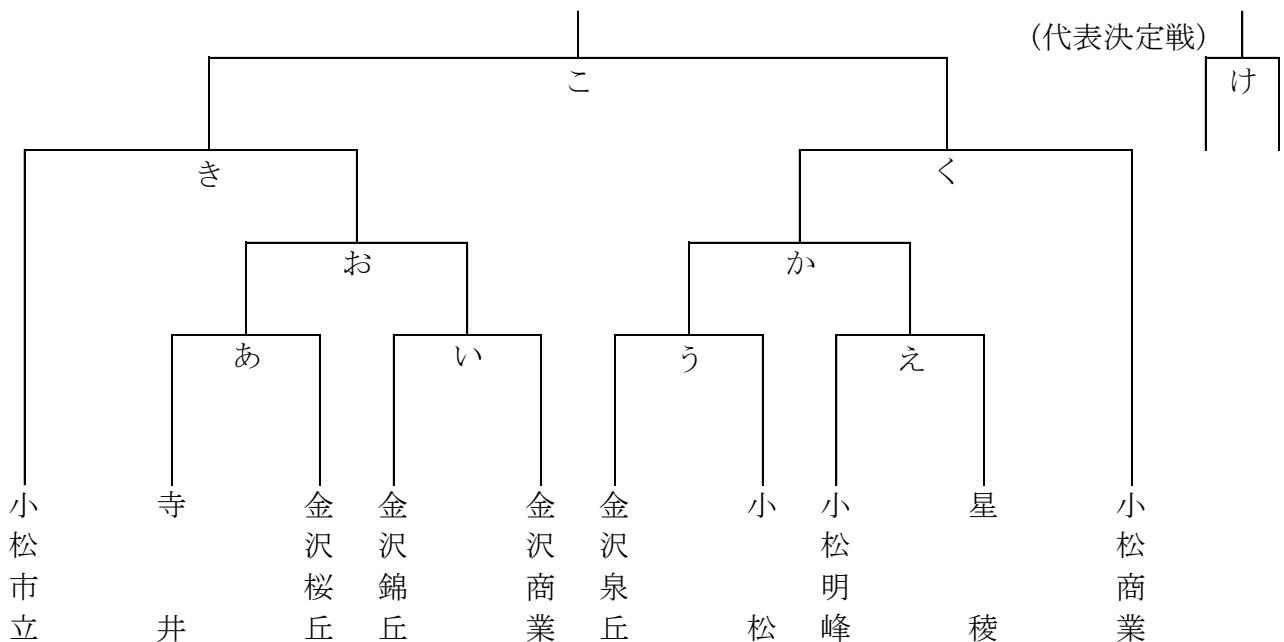 (代表決定戦)
こ
け
き
く
お
か
あ
い
う
え
小松市立
寺井
金沢桜丘
金沢錦丘
金沢商業
金沢泉丘
小松
小松明峰
星稜
小松商業